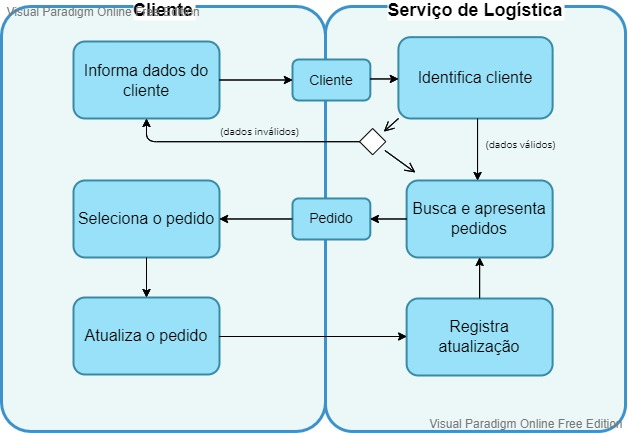 Visual Paradigm Online Free Edition
Cliente
Serviço de Logística
Informa dados do
cliente
Cliente
Identifica cliente
(dados inválidos)
(dados válidos)
Seleciona o pedido
Pedido
Busca e apresenta
pedidos
Atualiza o pedido
Registra
atualização
Visual Paradigm Online Free Edition